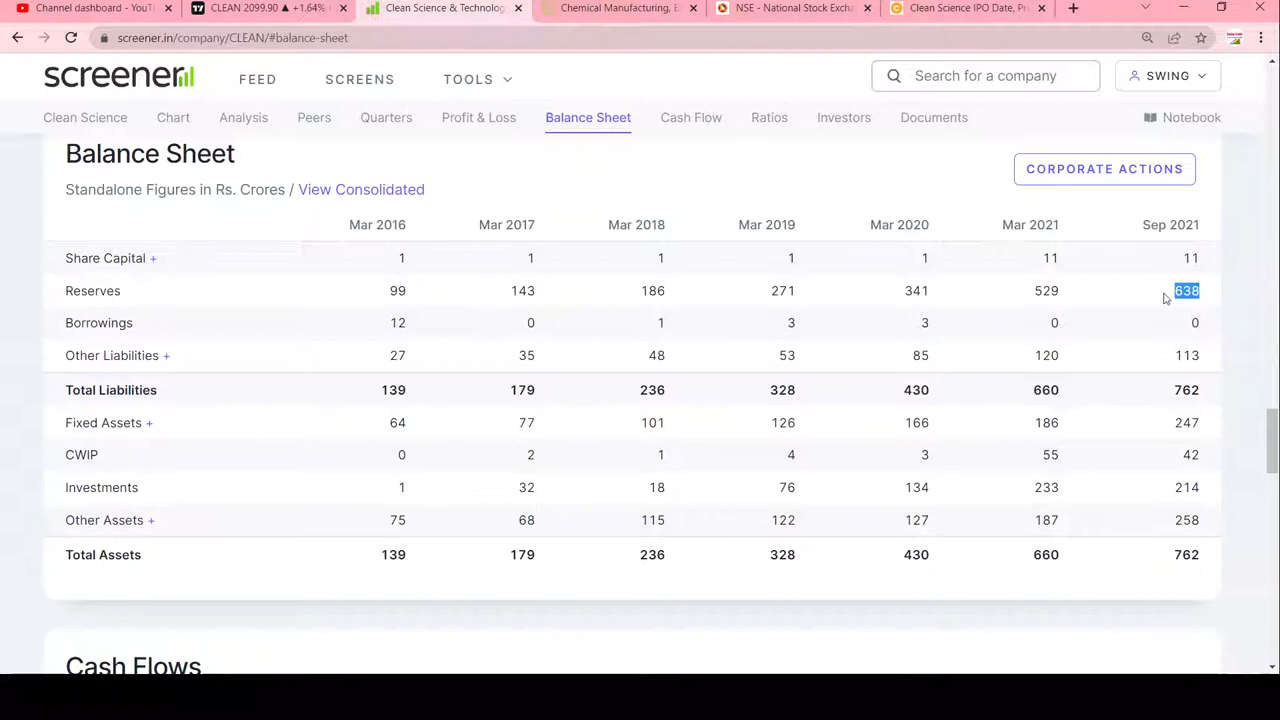 Channel dashboard - YouT
CLEAN 2099.90 ▲ +1.64%
Clean Science & Technolog
Chemical Manufacturing, E
NSE - National Stock Excha
Clean Science IPO Date, Pr
screener.in/company/CLEAN/#balance-sheet
screener
FEED
SCREENS
TOOLS
Search for a company
SWING
Clean Science
Chart
Analysis
Peers
Quarters
Profit & Loss
Balance Sheet
Cash Flow
Ratios
Investors
Documents
Notebook
Balance Sheet
CORPORATE ACTIONS
Standalone Figures in Rs. Crores / View Consolidated
Mar 2016 Mar 2017 Mar 2018 Mar 2019 Mar 2020 Mar 2021 Sep 2021
Share Capital + 1 1 1 1 1 11 11
Reserves 99 143 186 271 341 529 638
Borrowings 12 0 1 3 3 0 0
Other Liabilities + 27 35 48 53 85 120 113
Total Liabilities 139 179 236 328 430 660 762
Fixed Assets + 64 77 101 126 166 186 247
CWIP 0 2 1 4 3 55 42
Investments 1 32 18 76 134 233 214
Other Assets + 75 68 115 122 127 187 258
Total Assets 139 179 236 328 430 660 762
Cash Flows